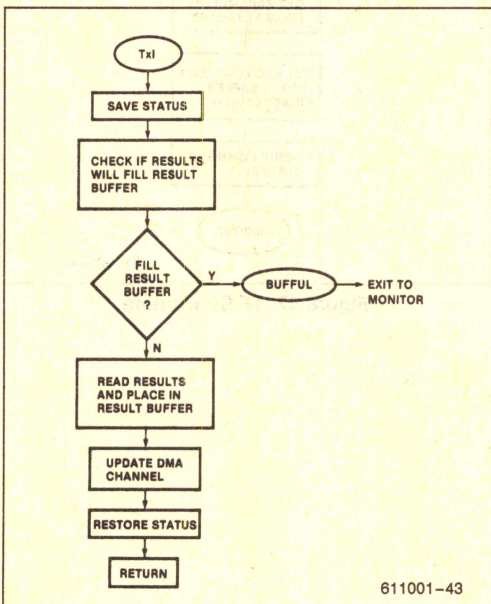 TxI
SAVE STATUS
CHECK IF RESULTS
WILL FILL RESULT
BUFFER
FILL
RESULT
BUFFER
?
Y
BUFFUL
EXIT TO
MONITOR
N
READ RESULTS
AND PLACE IN
RESULT BUFFER
UPDATE DMA
CHANNEL
RESTORE STATUS
RETURN
611001-43